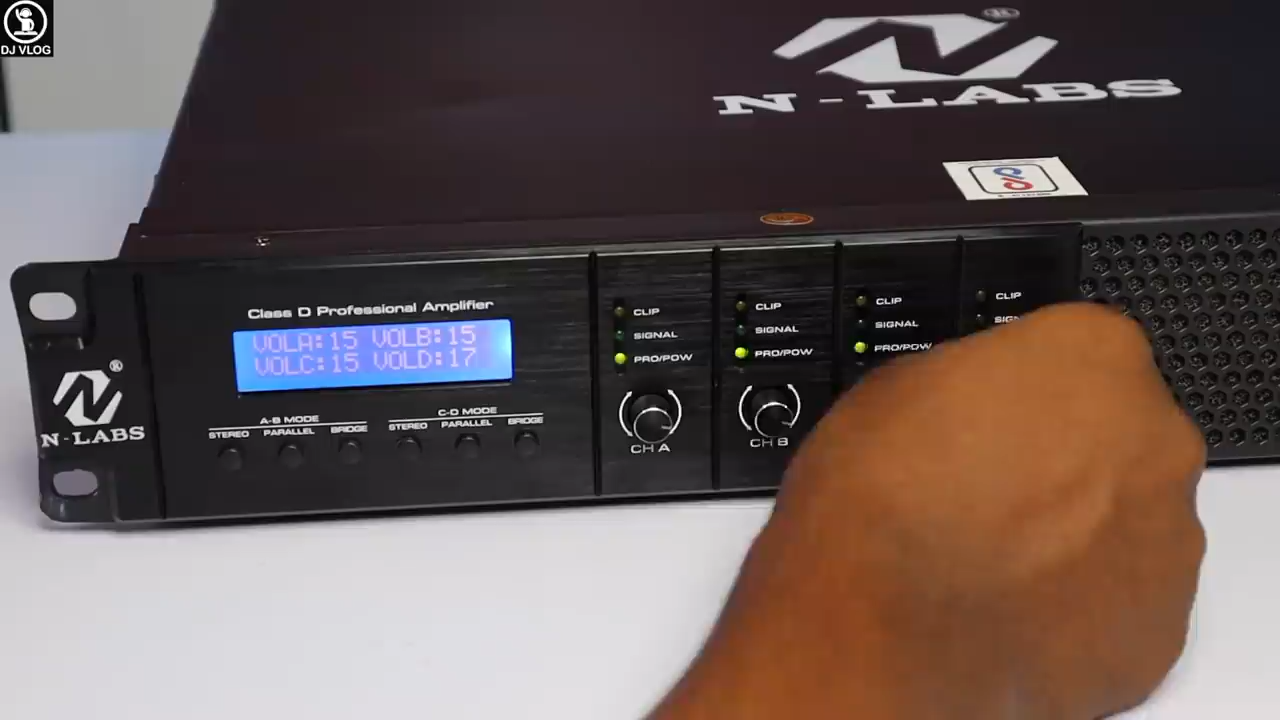 DJ VLOG
N-LABS
Class D Professional Amplifier
VOLA:15 VOLB:15
VOLC:15 VOLD:17
A-B MODE
STEREO PARALLEL BRIDGE
C-D MODE
STEREO PARALLEL BRIDGE
N-LABS
CLIP
SIGNAL
PRO/POW
CH A
CLIP
SIGNAL
PRO/POW
CH B
CLIP
SIGNAL
PRO/POW
CLIP